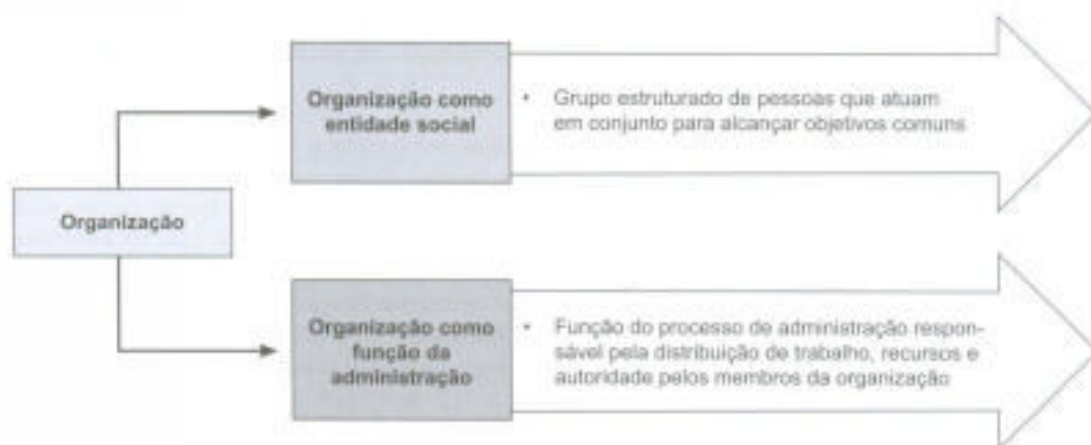 Organização
Organização como
entidade social
• Grupo estruturado de pessoas que atuam
em conjunto para alcançar objetivos comuns
Organização como
função da
administração
• Função do processo de administração respon-
sável pela distribuição de trabalho, recursos e
autoridade pelos membros da organização